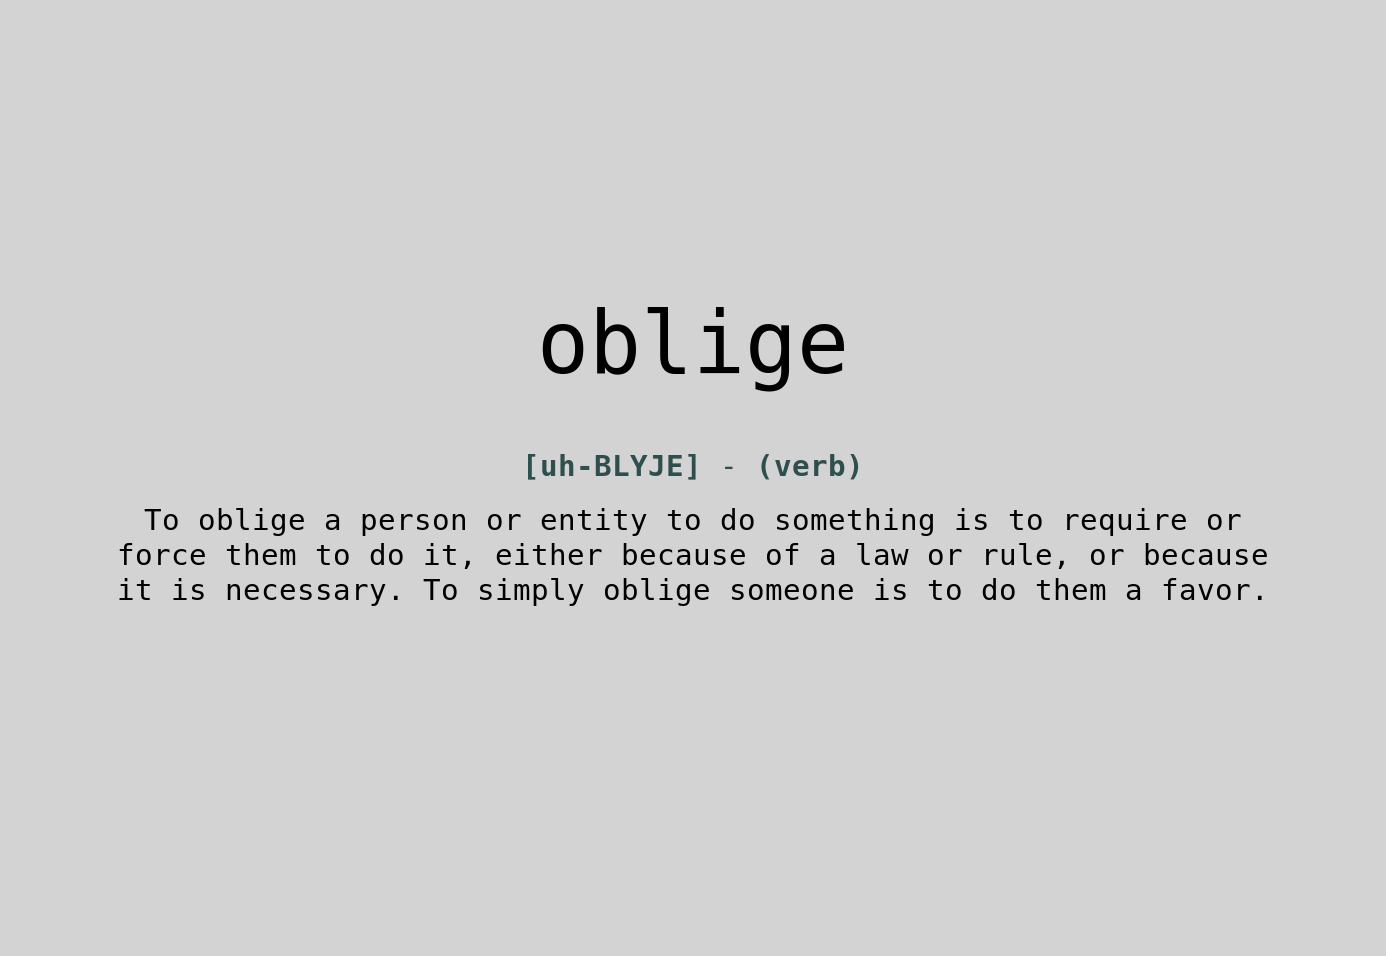 oblige
[uh-BLYJE] - (verb)
To oblige a person or entity to do something is to require or
force them to do it, either because of a law or rule, or because
it is necessary. To simply oblige someone is to do them a favor.